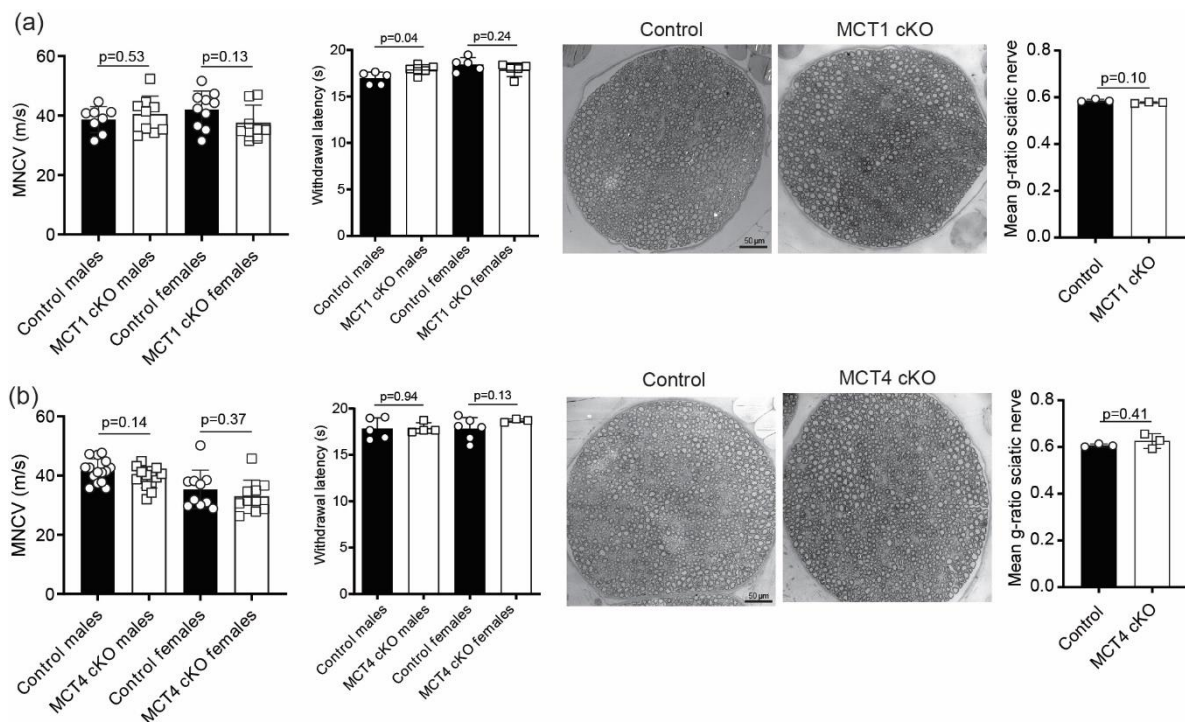 (a)
p=0.53
p=0.13
60
40
20
0
MNCV (m/s)
Control males
MCT1 cKO males
Control females
MCT1 cKO females
p=0.04
p=0.24
20
15
10
5
0
Withdrawal latency (s)
Control males
MCT1 cKO males
Control females
MCT1 cKO females
Control
MCT1 cKO
50 µm
0.8
0.6
0.4
0.2
0.0
p=0.10
Mean g-ratio sciatic nerve
Control
MCT1 cKO
(b)
p=0.14
p=0.37
60
40
20
0
MNCV (m/s)
Control males
MCT4 cKO males
Control females
MCT4 cKO females
p=0.94
p=0.13
20
15
10
5
0
Withdrawal latency (s)
Control males
MCT4 cKO males
Control females
MCT4 cKO females
Control
MCT4 cKO
50 µm
0.8
0.6
0.4
0.2
0.0
p=0.41
Mean g-ratio sciatic nerve
Control
MCT4 cKO